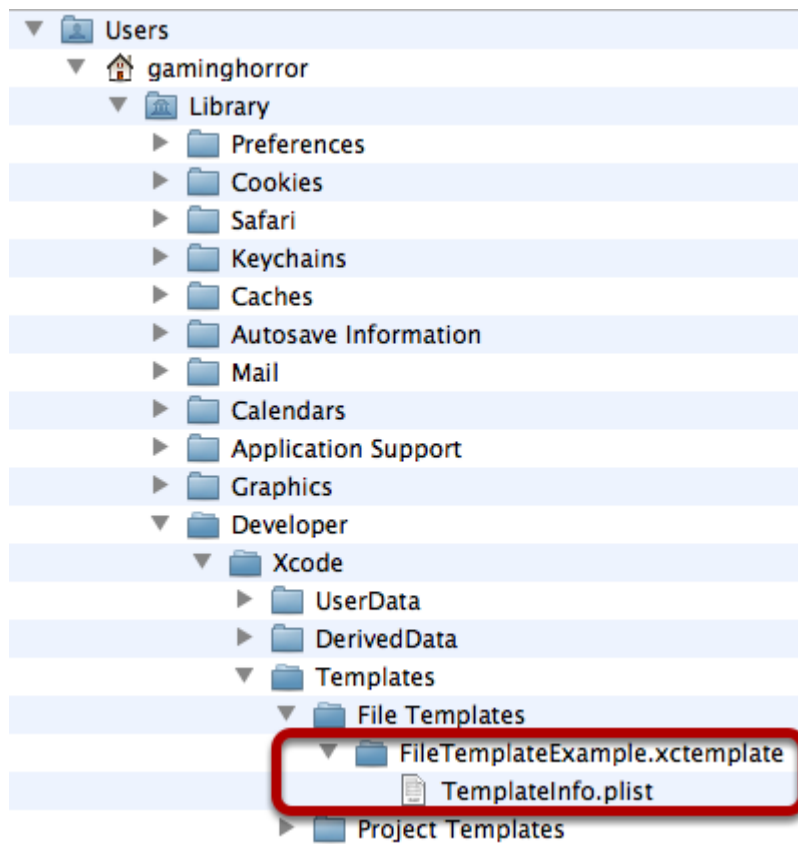 Users
gaminghorror
Library
Preferences
Cookies
Safari
Keychains
Caches
Autosave Information
Mail
Calendars
Application Support
Graphics
Developer
Xcode
UserData
DerivedData
Templates
File Templates
FileTemplateExample.xctemplate
TemplateInfo.plist
Project Templates